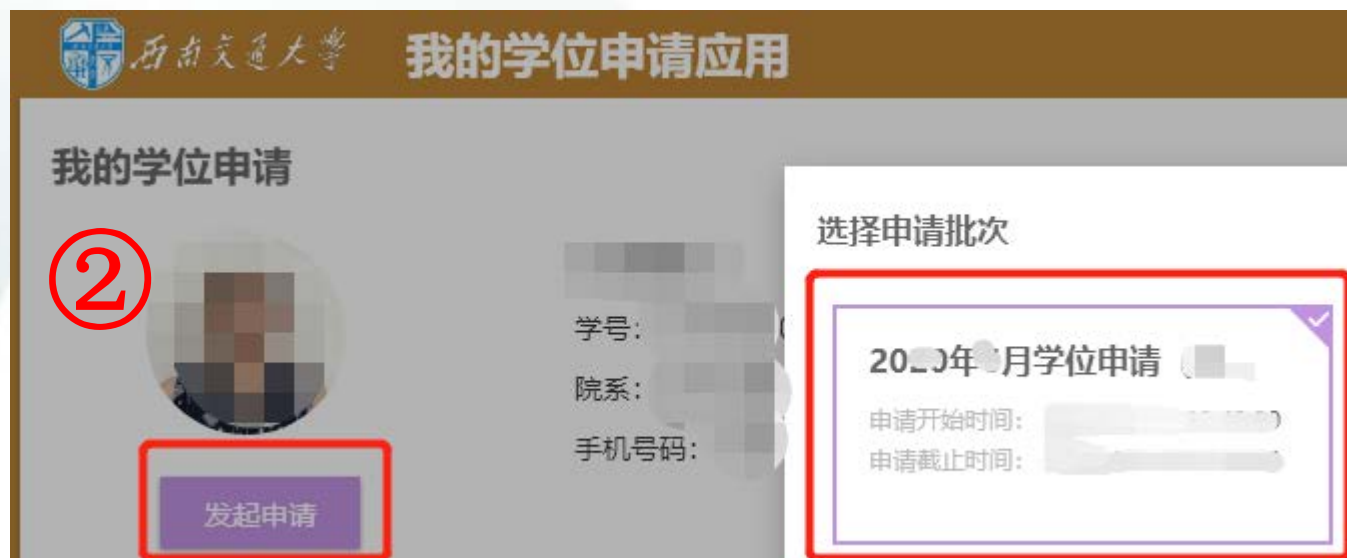 西南交通大学 我的学位申请应用
我的学位申请
②
学号:
院系:
手机号码:
发起申请
选择申请批次
月学位申请
申请开始时间:
申请截止时间: